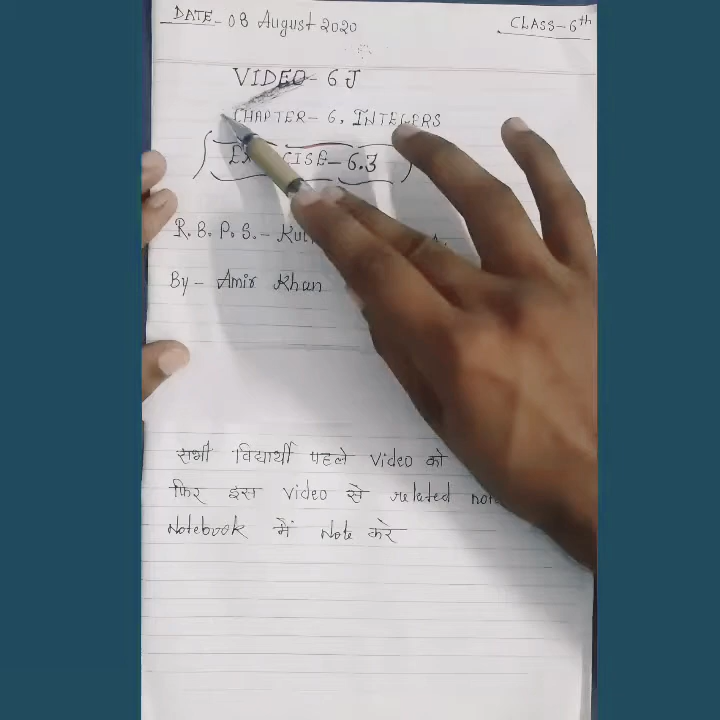 DATE - 08 August 2020
CLASS - 6th
VIDEO - 6 J
CHAPTER - 6, INTEGERS
- 6.3
R. B. P. S. -
By - Amir Khan
सभी विद्यार्थी पहले video को
फिर इस video से related
Notebook में Note करे